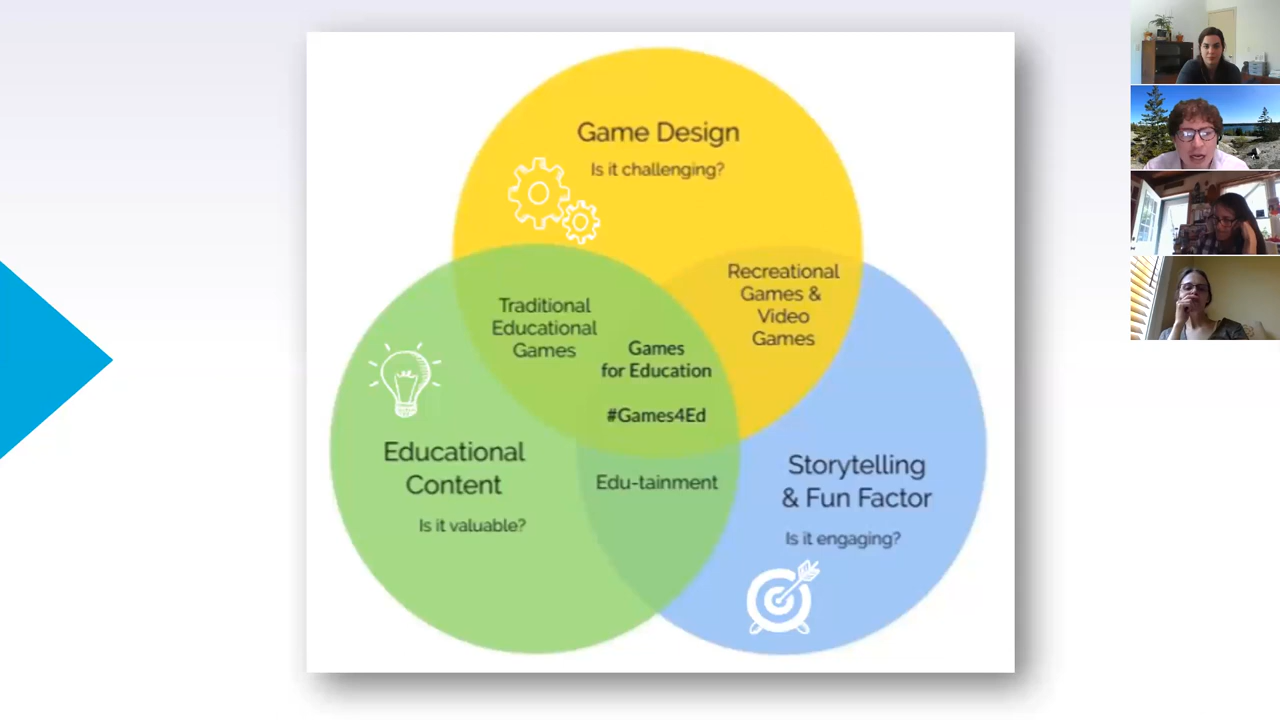 Game Design
Is it challenging?
Recreational
Games &
Video
Games
Traditional
Educational
Games
Games
for Education
#Games4Ed
Educational
Content
Is it valuable?
Edu-tainment
Storytelling
& Fun Factor
Is it engaging?